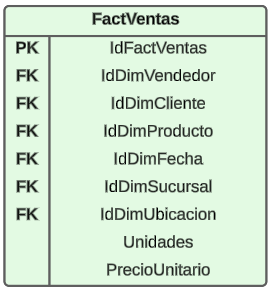 FactVentas
PK IdFactVentas
FK IdDimVendedor
FK IdDimCliente
FK IdDimProducto
FK IdDimFecha
FK IdDimSucursal
FK IdDimUbicacion
Unidades
PrecioUnitario